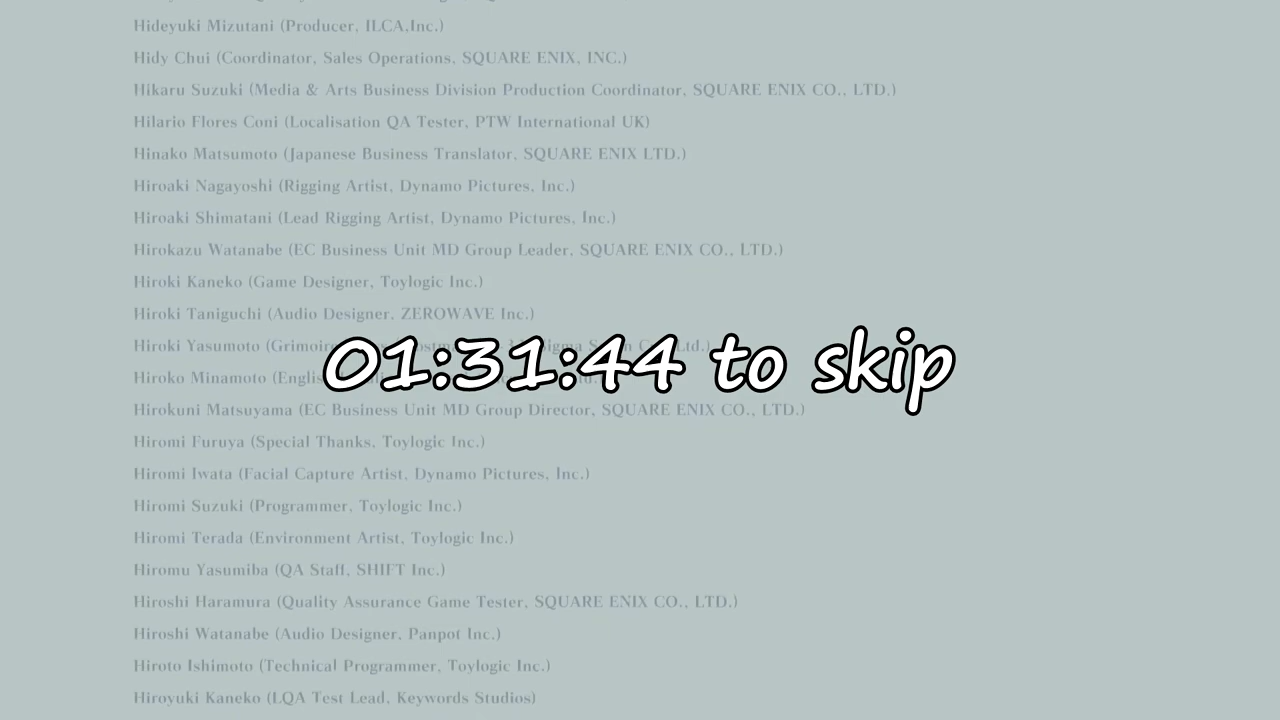 Hideyuki Mizutani (Producer, ILCA,Inc.)
Hidy Chui (Coordinator, Sales Operations, SQUARE ENIX, INC.)
Hikaru Suzuki (Media & Arts Business Division Production Coordinator, SQUARE ENIX CO., LTD.)
Hilario Flores Coni (Localisation QA Tester, PTW International UK)
Hinako Matsumoto (Japanese Business Translator, SQUARE ENIX LTD.)
Hiroaki Nagayoshi (Rigging Artist, Dynamo Pictures, Inc.)
Hiroaki Shimatani (Lead Rigging Artist, Dynamo Pictures, Inc.)
Hirokazu Watanabe (EC Business Unit MD Group Leader, SQUARE ENIX CO., LTD.)
Hiroki Kaneko (Game Designer, Toylogic Inc.)
Hiroki Taniguchi (Audio Designer, ZEROWAVE Inc.)
Hiroki Yasumoto
01:31:44 to skip
Hiroko Minamoto
Hirokuni Matsuyama (EC Business Unit MD Group Director, SQUARE ENIX CO., LTD.)
Hiromi Furuya (Special Thanks, Toylogic Inc.)
Hiromi Iwata (Facial Capture Artist, Dynamo Pictures, Inc.)
Hiromi Suzuki (Programmer, Toylogic Inc.)
Hiromi Terada (Environment Artist, Toylogic Inc.)
Hiromu Yasumiba (QA Staff, SHIFT Inc.)
Hiroshi Haramura (Quality Assurance Game Tester, SQUARE ENIX CO., LTD.)
Hiroshi Watanabe (Audio Designer, Panpot Inc.)
Hiroto Ishimoto (Technical Programmer, Toylogic Inc.)
Hiroyuki Kaneko (LQA Test Lead, Keywords Studios)